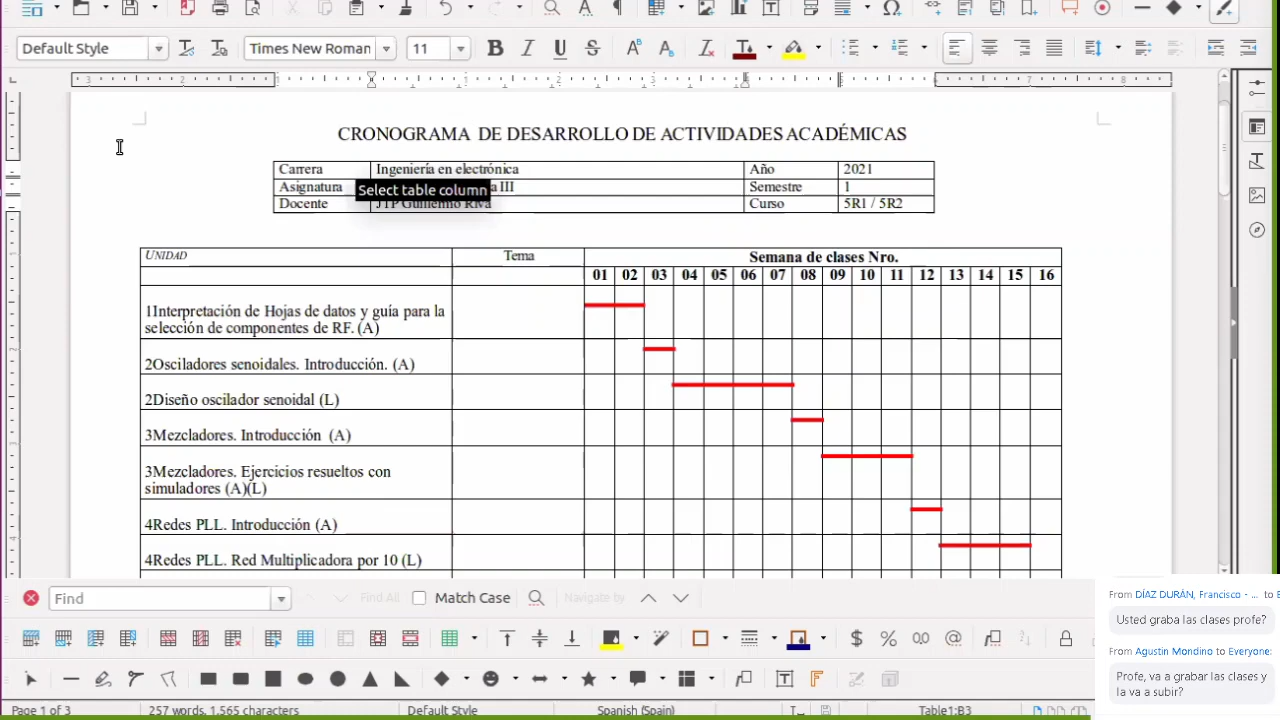 Default Style
Times New Roman
11
CRONOGRAMA DE DESARROLLO DE ACTIVIDADES ACADÉMICAS
Carrera Ingeniería en electrónica Año 2021
Asignatura a III Semestre 1
Select table column
Docente JTP Guillermo Riva Curso 5R1 / 5R2
UNIDAD Tema Semana de clases Nro.
01 02 03 04 05 06 07 08 09 10 11 12 13 14 15 16
1Interpretación de Hojas de datos y guía para la
selección de componentes de RF. (A)
2Osciladores senoidales. Introducción. (A)
2Diseño oscilador senoidal (L)
3Mezcladores. Introducción (A)
3Mezcladores. Ejercicios resueltos con
simuladores (A)(L)
4Redes PLL. Introducción (A)
4Redes PLL. Red Multiplicadora por 10 (L)
Find Find All Match Case Navigate by
From DÍAZ DURÁN, Francisco - ... to E
Usted graba las clases profe?
From Agustin Mondino to Everyone:
Profe, va a grabar las clases y
la va a subir?
Page 1 of 3 257 words, 1,565 characters Default Style Spanish (Spain) Table1:B3